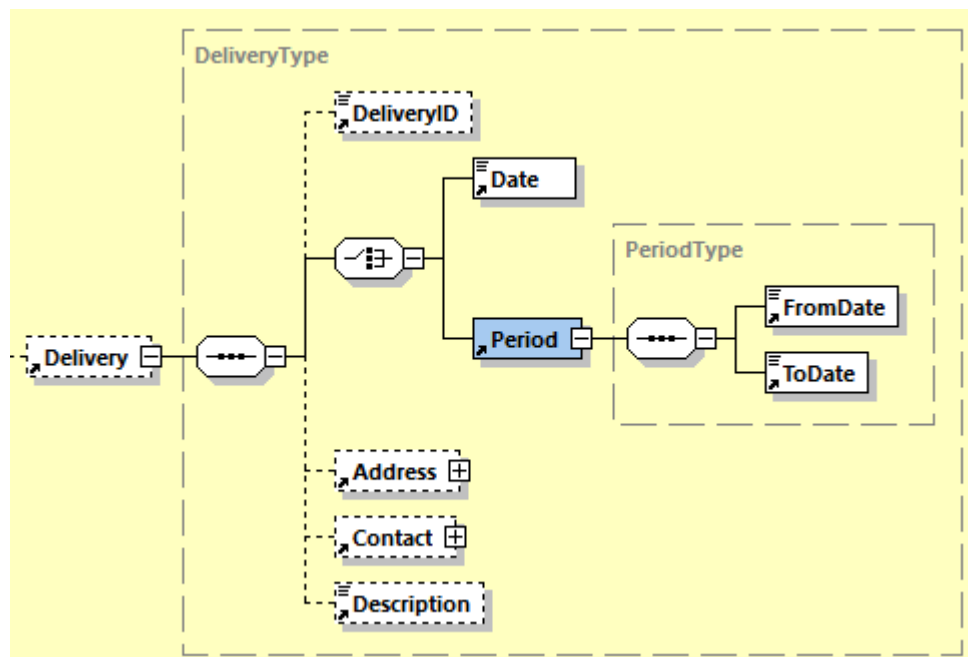 DeliveryType
DeliveryID
Date
PeriodType
FromDate
Period
Delivery
ToDate
Address
Contact
Description